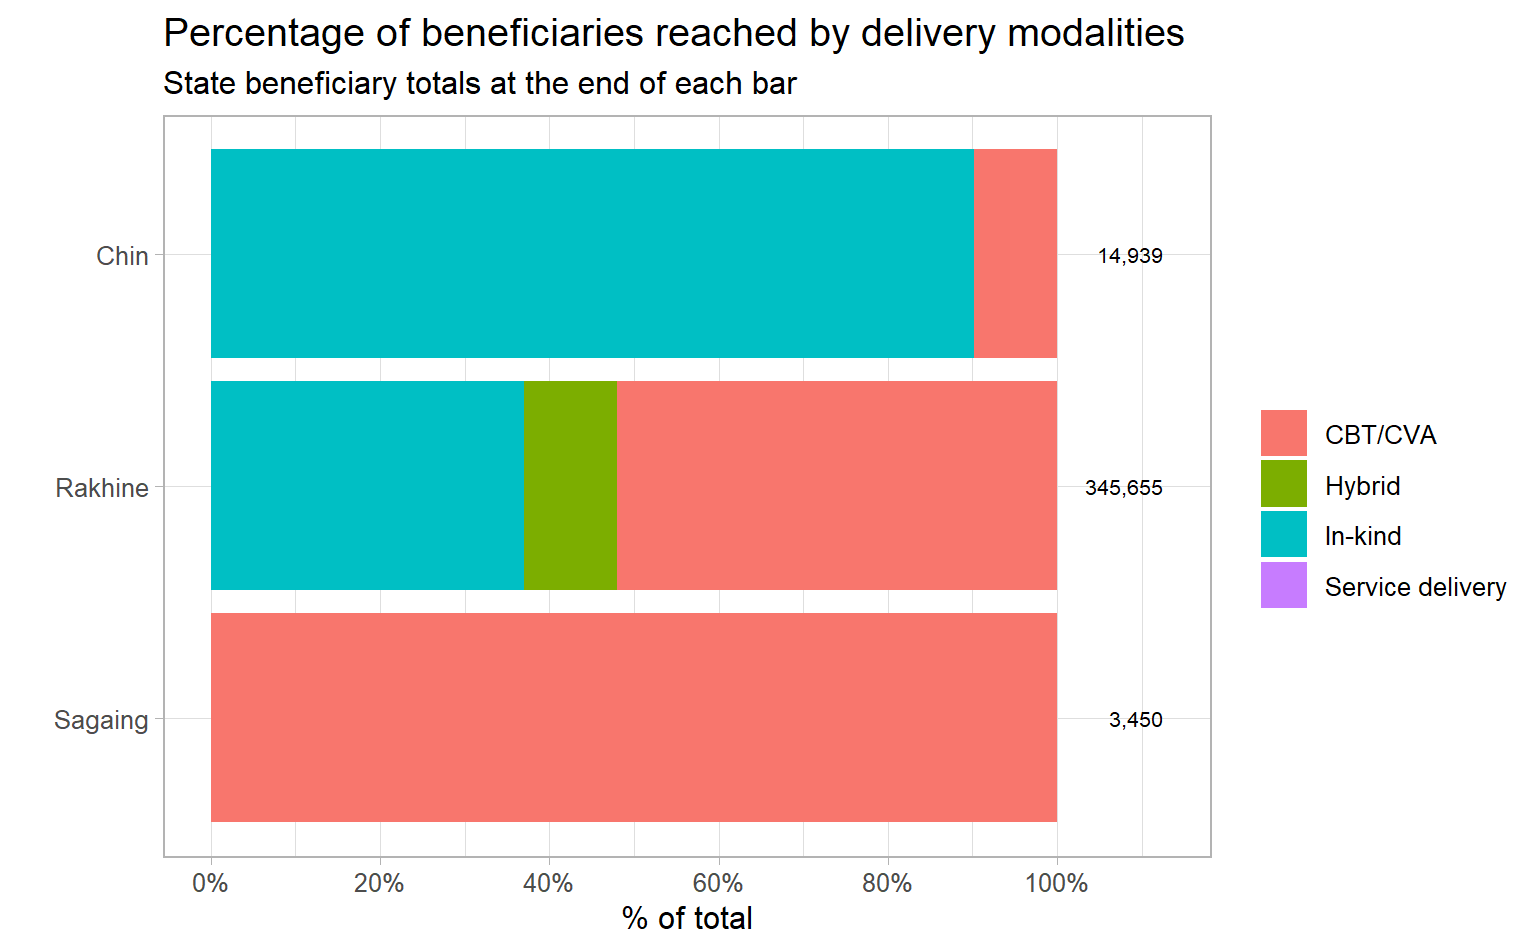 Percentage of beneficiaries reached by delivery modalities
State beneficiary totals at the end of each bar
Chin
14,939
Rakhine
345,655
Sagaing
3,450
0% 20% 40% 60% 80% 100%
% of total
CBT/CVA
Hybrid
In-kind
Service delivery